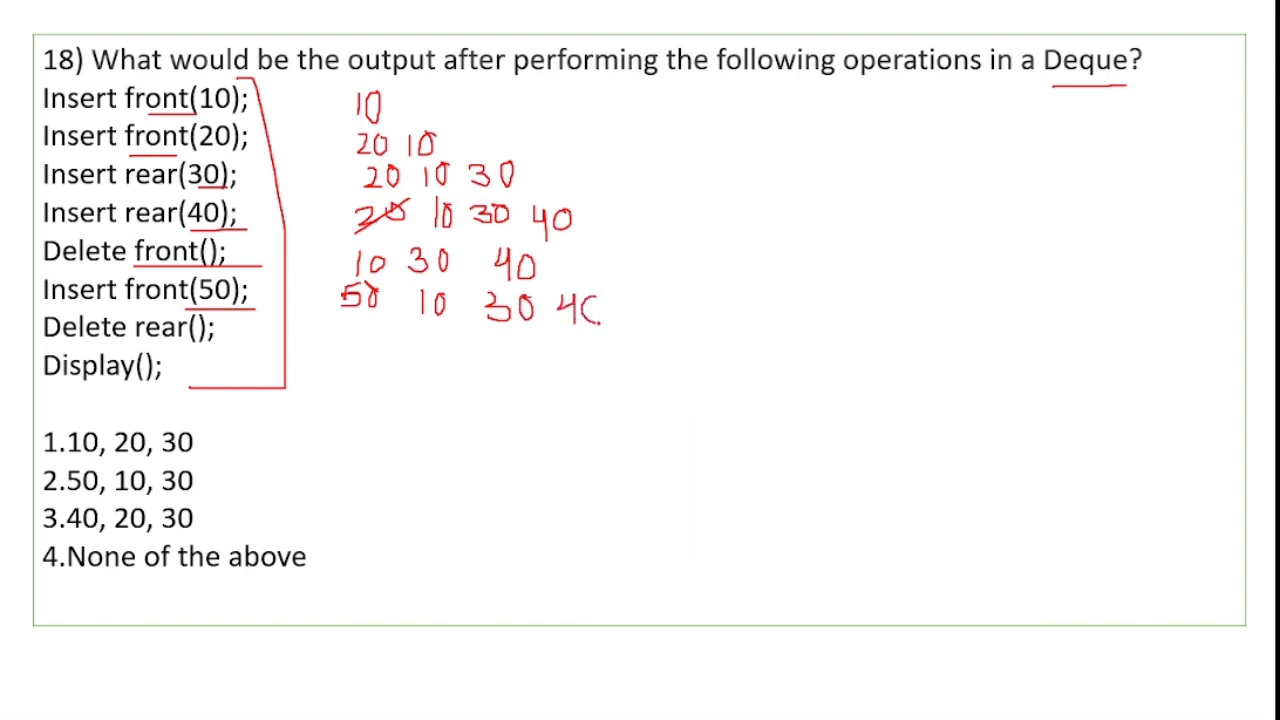 18) What would be the output after performing the following operations in a Deque?
Insert front(10); 10
Insert front(20); 20 10
Insert rear(30); 20 10 30
Insert rear(40); 20 10 30 40
Delete front(); 10 30 40
Insert front(50); 50 10 30 40
Delete rear();
Display();
1.10, 20, 30
2.50, 10, 30
3.40, 20, 30
4.None of the above